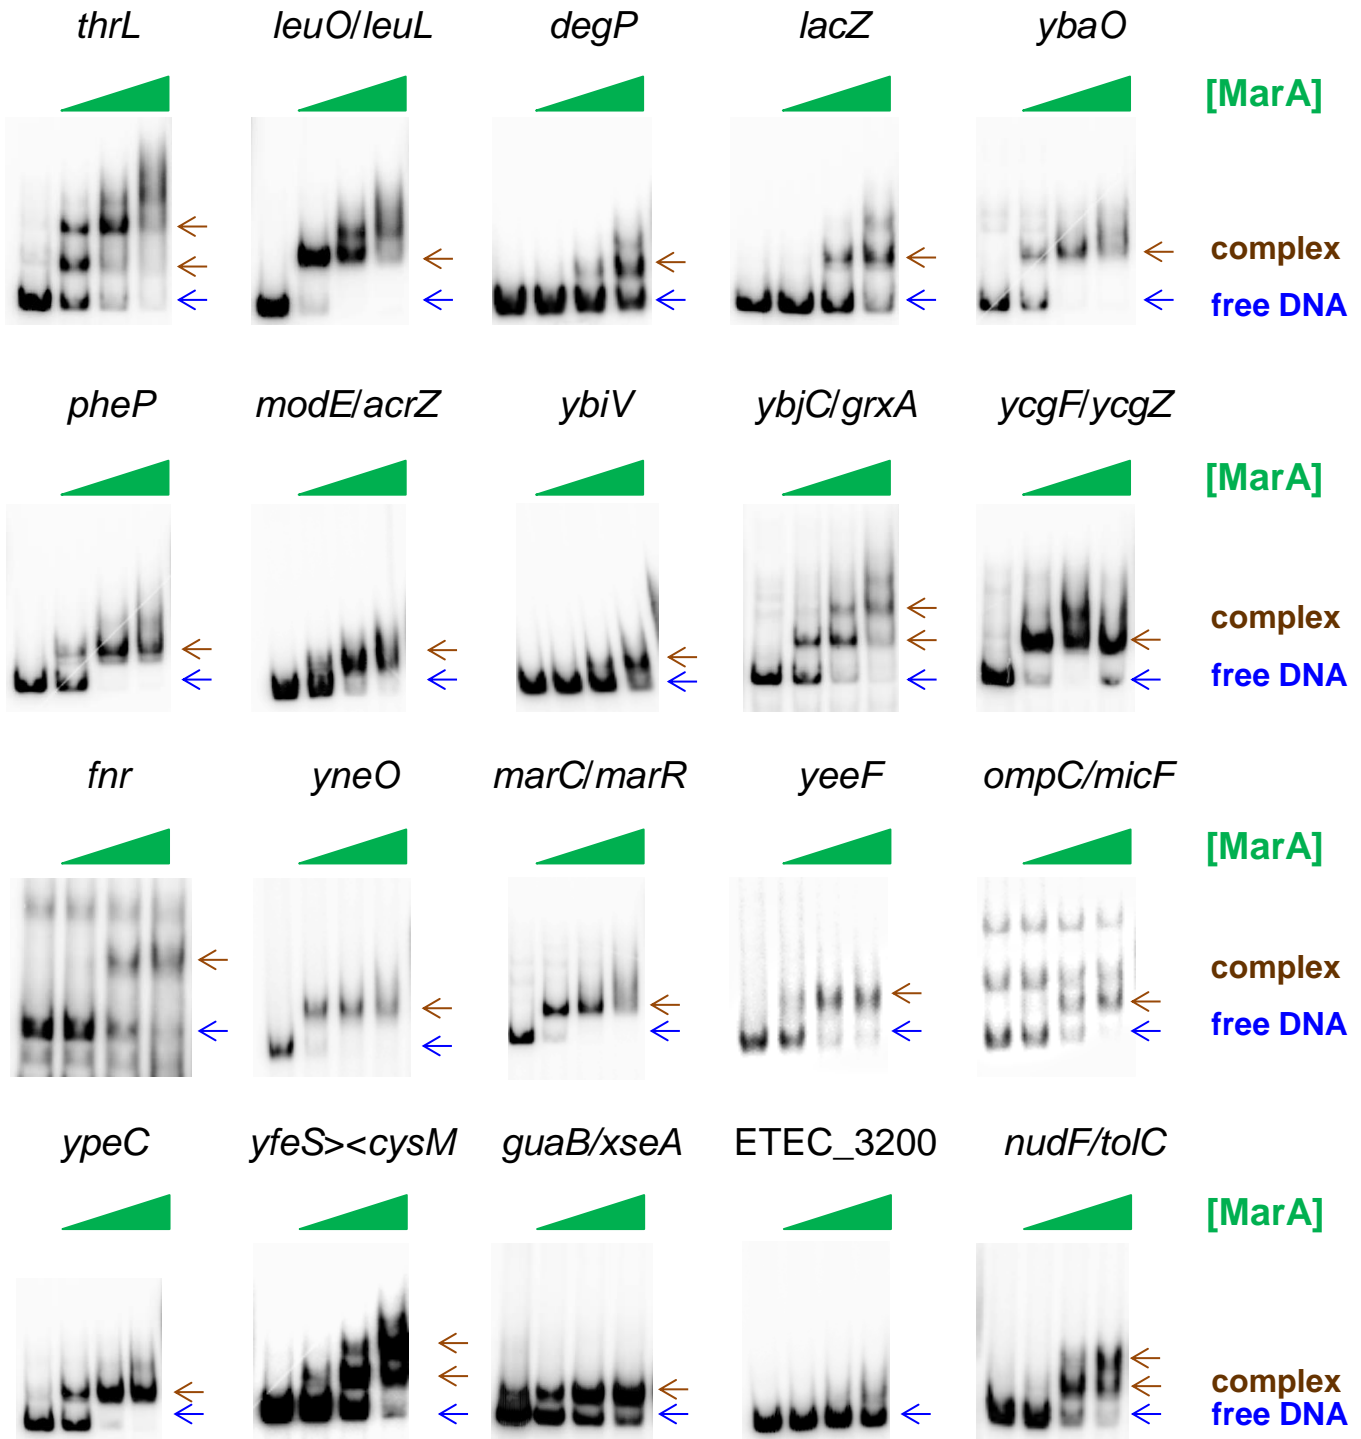 thrL leuO/leuL degP lacZ ybaO
[MarA]
complex
free DNA
pheP modE/acrZ ybiV ybjC/grxA ycgF/ycgZ
[MarA]
complex
free DNA
fnr yneO marC/marR yeeF ompC/micF
[MarA]
complex
free DNA
ypeC yfeS><cysM guaB/xseA ETEC_3200 nudF/tolC
[MarA]
complex
free DNA